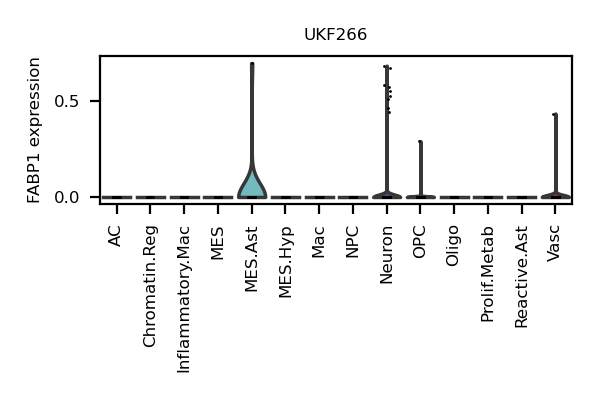 UKF266
FABP1 expression
0.5
0.0
AC
Chromatin.Reg
Inflammatory.Mac
MES
MES.Ast
MES.Hyp
Mac
NPC
Neuron
OPC
Oligo
Prolif.Metab
Reactive.Ast
Vasc